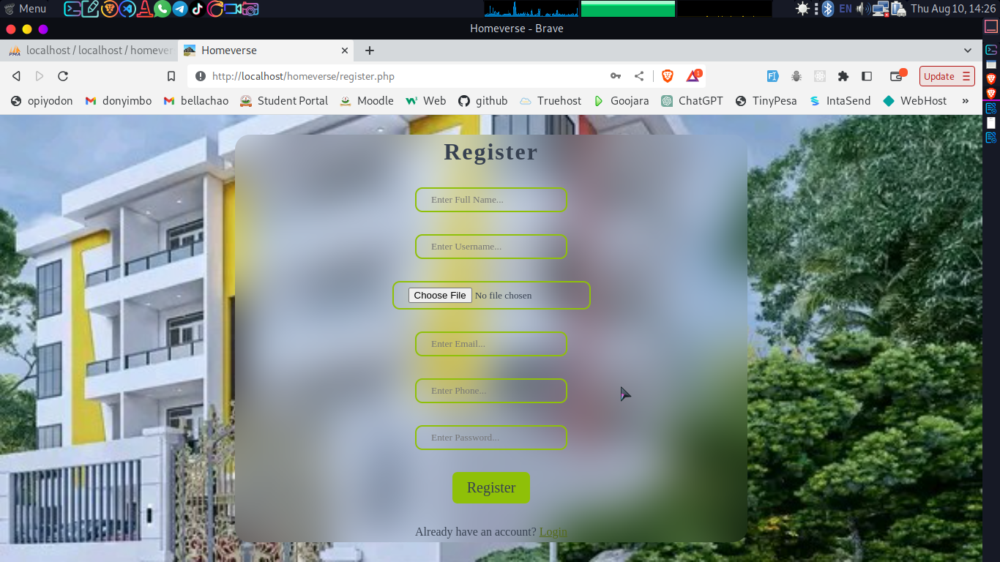 Menu
EN
Thu Aug 10, 14:26
Homeverse - Brave
PMA
localhost / localhost / homever
Homeverse
http://localhost/homeverse/register.php
1
Update
opiyodon
donyimbo
bellachao
Student Portal
Moodle
Web
github
Truehost
Goojara
ChatGPT
TinyPesa
IntaSend
WebHost
»
Register
Enter Full Name...
Enter Username...
Choose File No file chosen
Enter Email...
Enter Phone...
Enter Password...
Register
Already have an account? Login